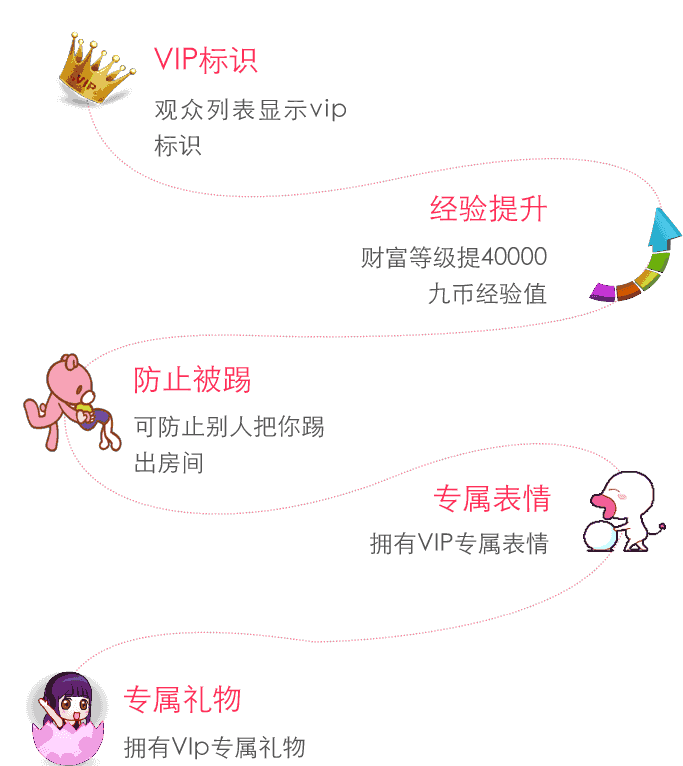 VIP标识
观众列表显示vip
标识
VIP
经验提升
财富等级提40000
九币经验值
防止被踢
可防止别人把你踢
出房间
专属表情
拥有VIP专属表情
专属礼物
拥有VIp专属礼物